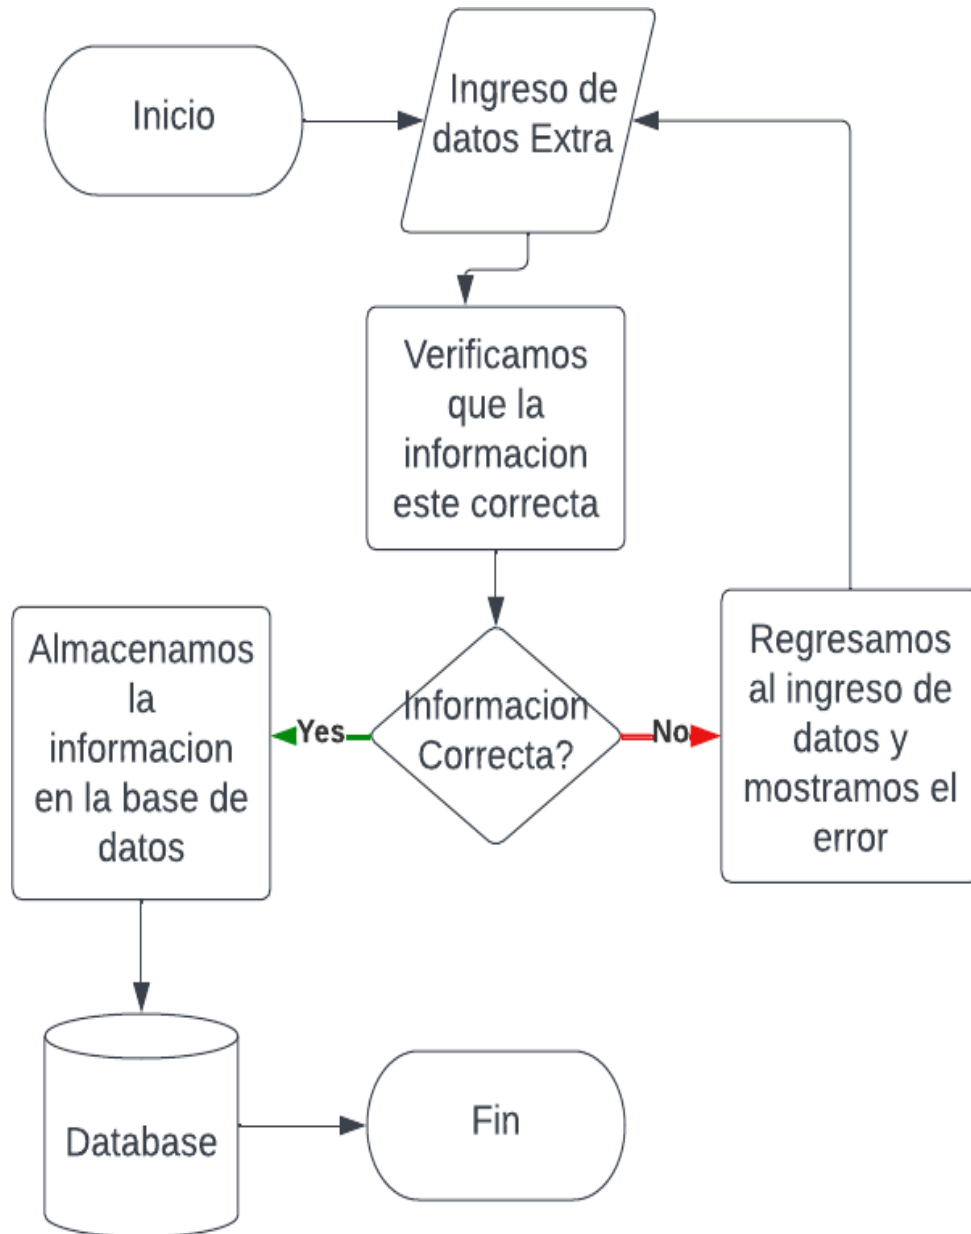 Inicio
Ingreso de
datos Extra
Verificamos
que la
informacion
este correcta
Informacion
Correcta?
Yes
No
Almacenamos
la
informacion
en la base de
datos
Regresamos
al ingreso de
datos y
mostramos el
error
Database
Fin